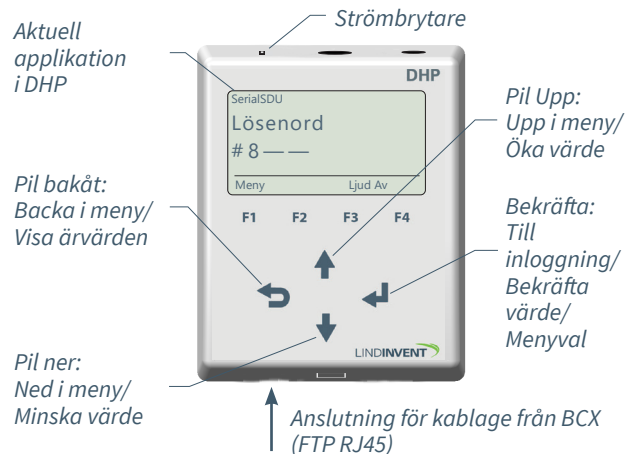 Strömbrytare
Aktuell
applikation
i DHP
DHP
SerialSDU
Lösenord
# 8 — —
Meny Ljud Av
F1 F2 F3 F4
Pil Upp:
Upp i meny/
Öka värde
Pil bakåt:
Backa i meny/
Visa ärvärden
Bekräfta:
Till
inloggning/
Bekräfta
värde/
Menyval
LINDINVENT
Pil ner:
Ned i meny/
Minska värde
Anslutning för kablage från BCX
(FTP RJ45)